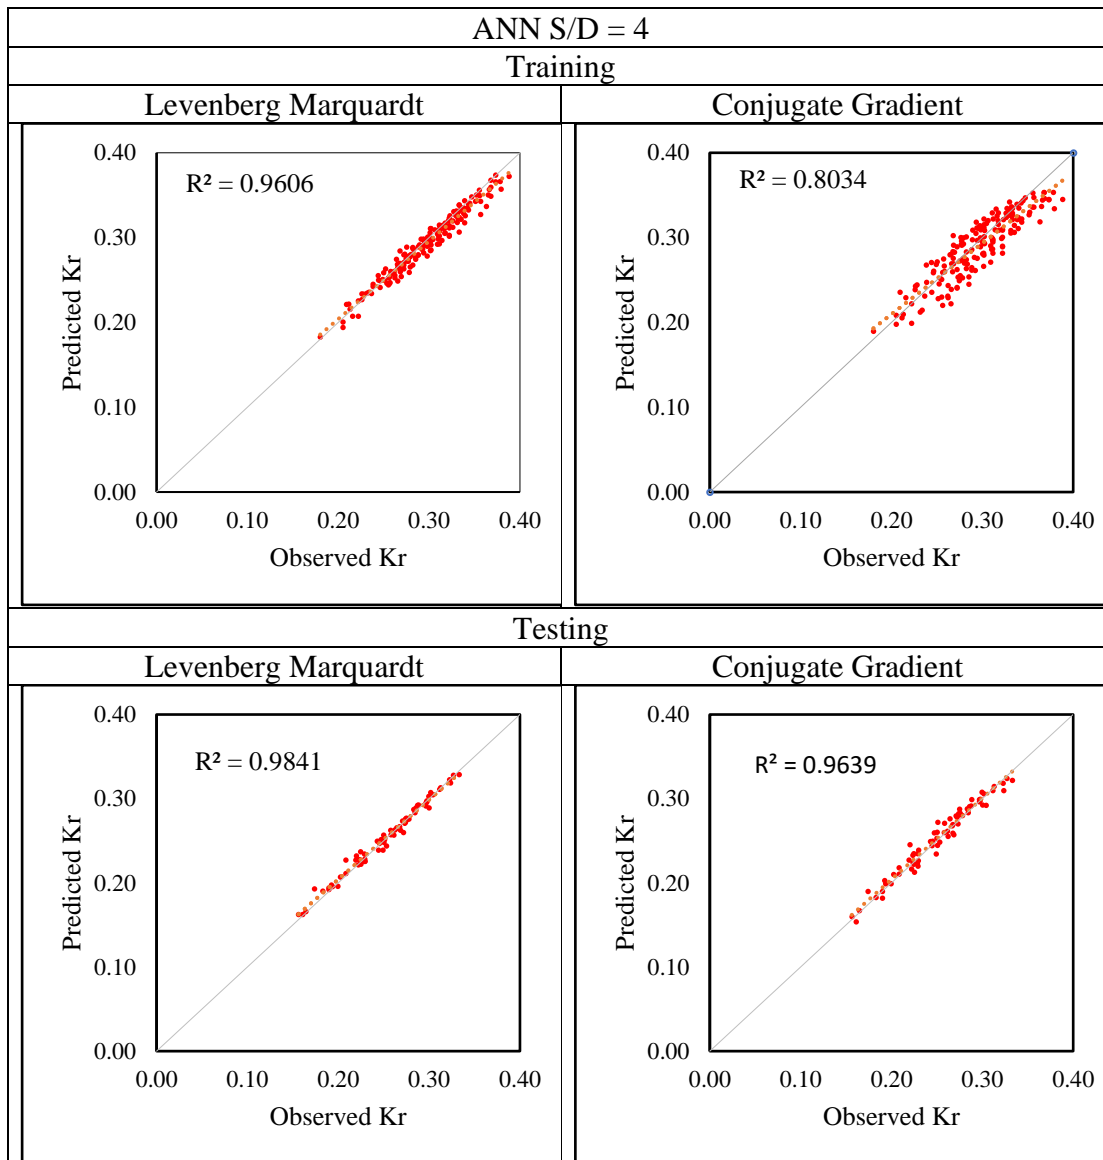 ANN S/D = 4
Training
Levenberg Marquardt
Conjugate Gradient
0.40
0.30
0.20
0.10
0.00
Predicted Kr
R² = 0.9606
0.00 0.10 0.20 0.30 0.40
Observed Kr
0.40
0.30
0.20
0.10
0.00
Predicted Kr
R² = 0.8034
0.00 0.10 0.20 0.30 0.40
Observed Kr
Testing
Levenberg Marquardt
Conjugate Gradient
0.40
0.30
0.20
0.10
0.00
Predicted Kr
R² = 0.9841
0.00 0.10 0.20 0.30 0.40
Observed Kr
0.40
0.30
0.20
0.10
0.00
Predicted Kr
R² = 0.9639
0.00 0.10 0.20 0.30 0.40
Observed Kr